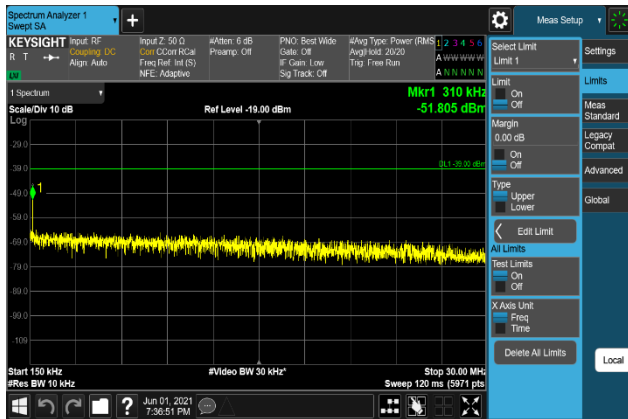 Spectrum Analyzer 1
Swept SA
+
Meas Setup
KEYSIGHT
R T
LXI
Input: RF
Coupling: DC
Align: Auto
Input Z: 50 Ω
Corr CCorr RCal
Freq Ref: Int (S)
NFE: Adaptive
#Atten: 6 dB
Preamp: Off
PNO: Best Wide
Gate: Off
IF Gain: Low
Sig Track: Off
#Avg Type: Power (RMS
Avg|Hold: 20/20
Trig: Free Run
1 2 3 4 5 6
A W W W W W
A N N N N N
1 Spectrum
Scale/Div 10 dB
Ref Level -19.00 dBm
Mkr1 310 kHz
-51.805 dBm
Log
-29.0
-39.0
-49.0
-59.0
-69.0
-79.0
-89.0
-99.0
-109
DL1 -39.00 dBm
1
Start 150 kHz
#Res BW 10 kHz
#Video BW 30 kHz*
Stop 30.00 MHz
Sweep 120 ms (5971 pts
?
Jun 01, 2021
7:36:51 PM
Select Limit
Limit 1
Limit
On
Off
Margin
0.00 dB
On
Off
Type
Upper
Lower
Edit Limit
All Limits
Test Limits
On
Off
X Axis Unit
Freq
Time
Delete All Limits
Settings
Limits
Meas
Standard
Legacy
Compat
Advanced
Global
Local